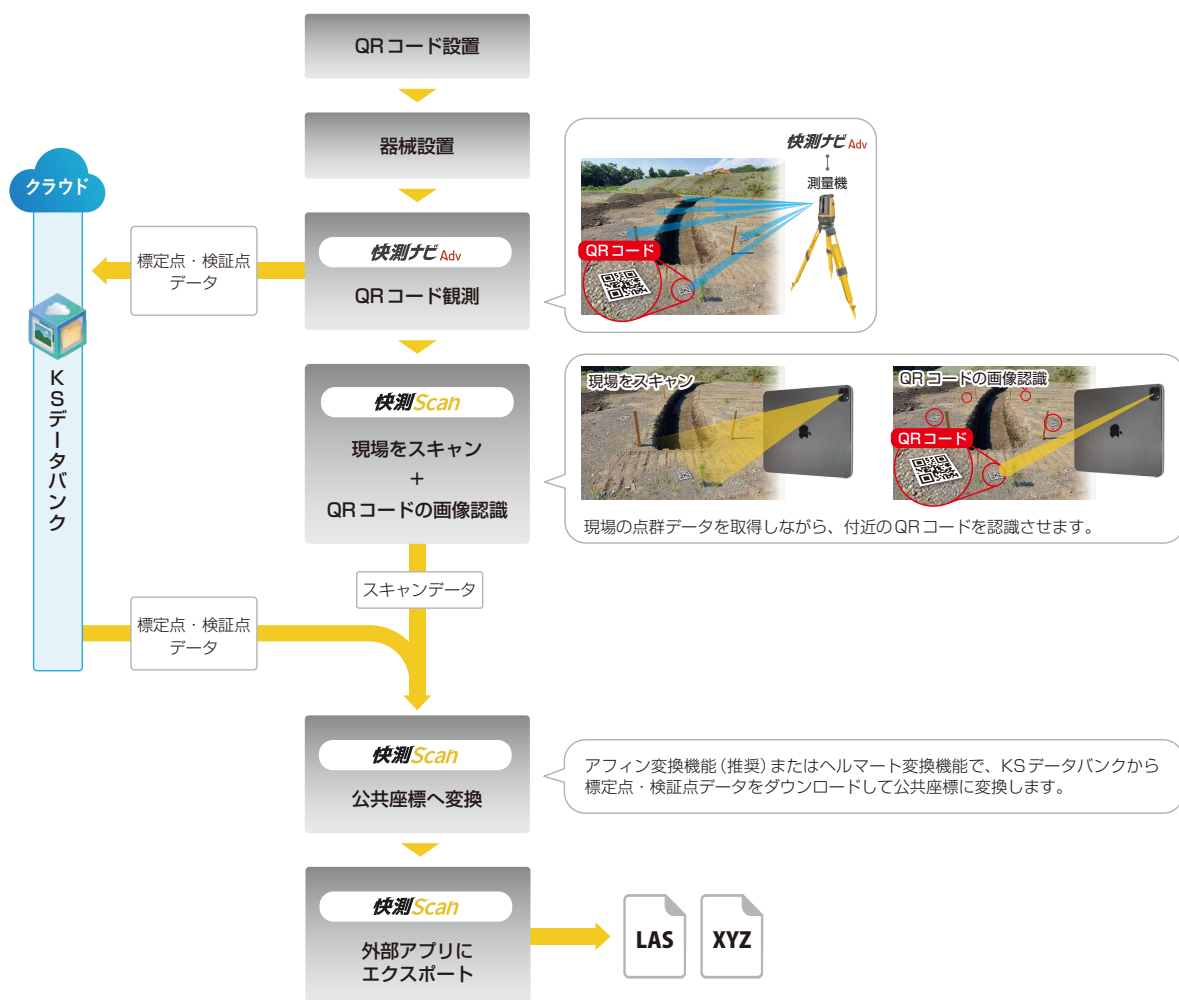 QRコード設置
器械設置
快測ナビ Adv
測量機
QRコード
クラウド
快測ナビ Adv
QRコード観測
標定点・検証点
データ
KSデータバンク
快測Scan
現場をスキャン
+
QRコードの画像認識
現場をスキャン
QRコードの画像認識
QRコード
現場の点群データを取得しながら、付近のQRコードを認識させます。
スキャンデータ
標定点・検証点
データ
快測Scan
公共座標へ変換
アフィン変換機能(推奨)またはヘルマート変換機能で、KSデータバンクから
標定点・検証点データをダウンロードして公共座標に変換します。
快測Scan
外部アプリに
エクスポート
LAS
XYZ